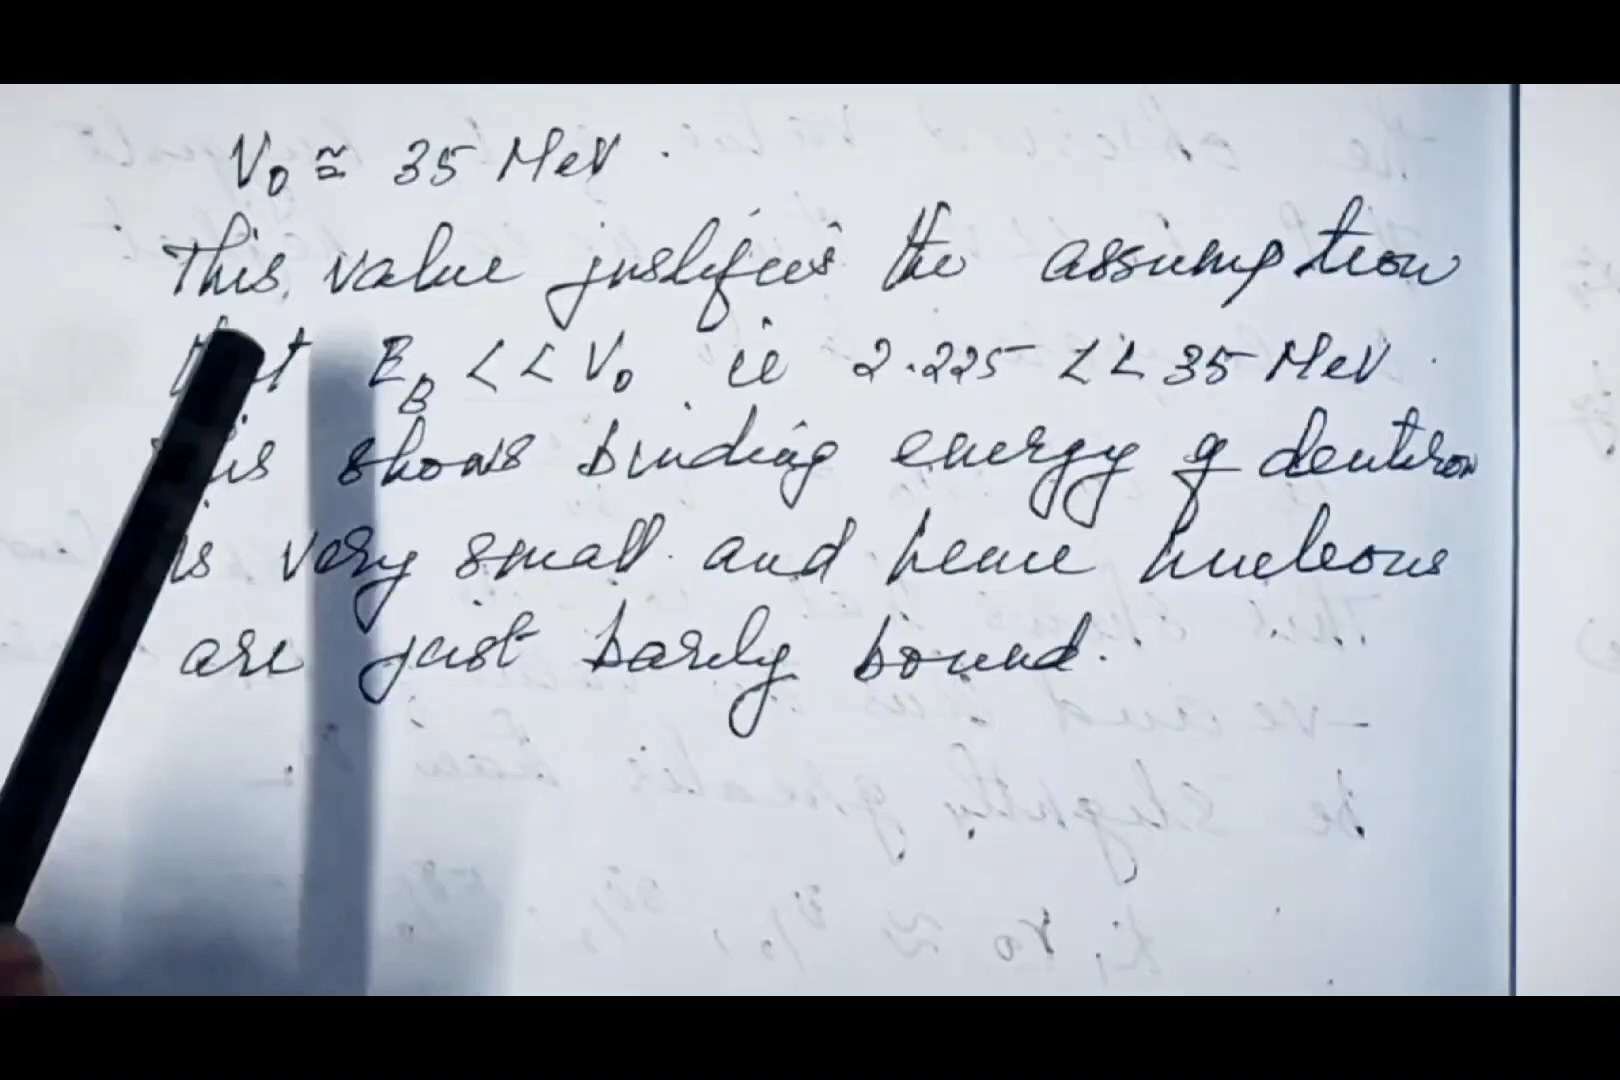 V₀ ≅ 35 MeV.
This value justifies the assumption
that E_B << V₀ ie 2.225 << 35 MeV.
This shows binding energy of deutron
is very small and hence nucleons
are just barely bound.